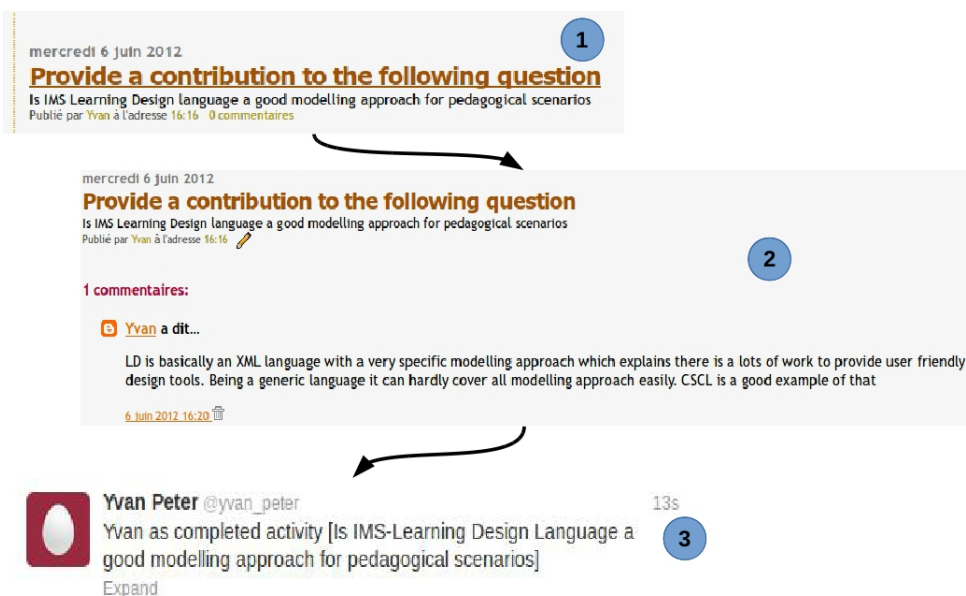 1
mercredi 6 juin 2012
Provide a contribution to the following question
Is IMS Learning Design language a good modelling approach for pedagogical scenarios
Publié par Yvan à l'adresse 16:16 0 commentaires
mercredi 6 juin 2012
Provide a contribution to the following question
Is IMS Learning Design language a good modelling approach for pedagogical scenarios
Publié par Yvan à l'adresse 16:16
2
1 commentaires:
Yvan a dit...
LD is basically an XML language with a very specific modelling approach which explains there is a lots of work to provide user friendly
design tools. Being a generic language it can hardly cover all modelling approach easily. CSCL is a good example of that
6 juin 2012 16:20
Yvan Peter @yvan_peter 13s
Yvan as completed activity [Is IMS-Learning Design Language a
good modelling approach for pedagogical scenarios]
3
Expand